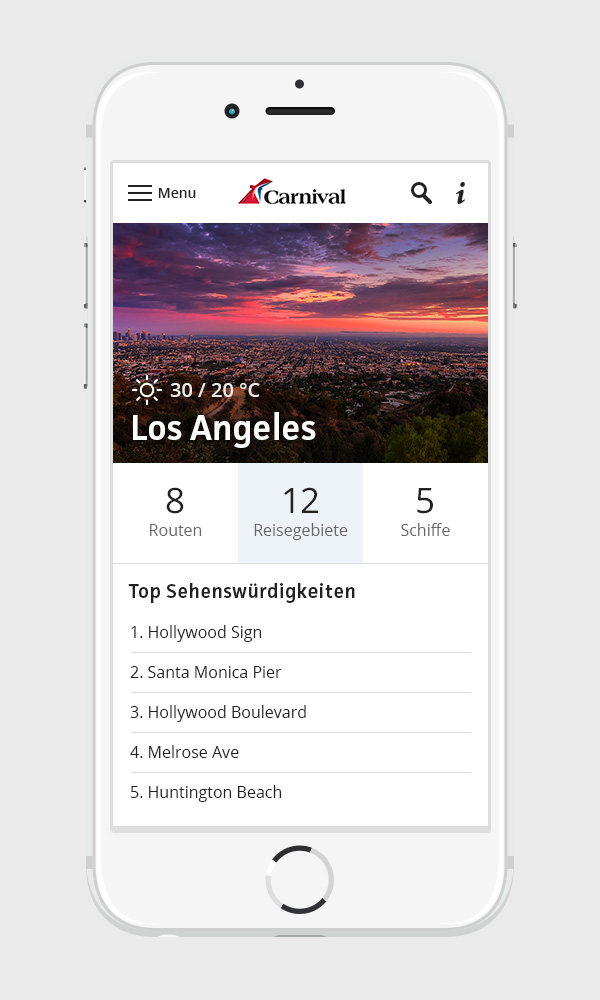 Menu
Carnival
i
30 / 20 °C
Los Angeles
8
Routen
12
Reisegebiete
5
Schiffe
Top Sehenswürdigkeiten
1. Hollywood Sign
2. Santa Monica Pier
3. Hollywood Boulevard
4. Melrose Ave
5. Huntington Beach